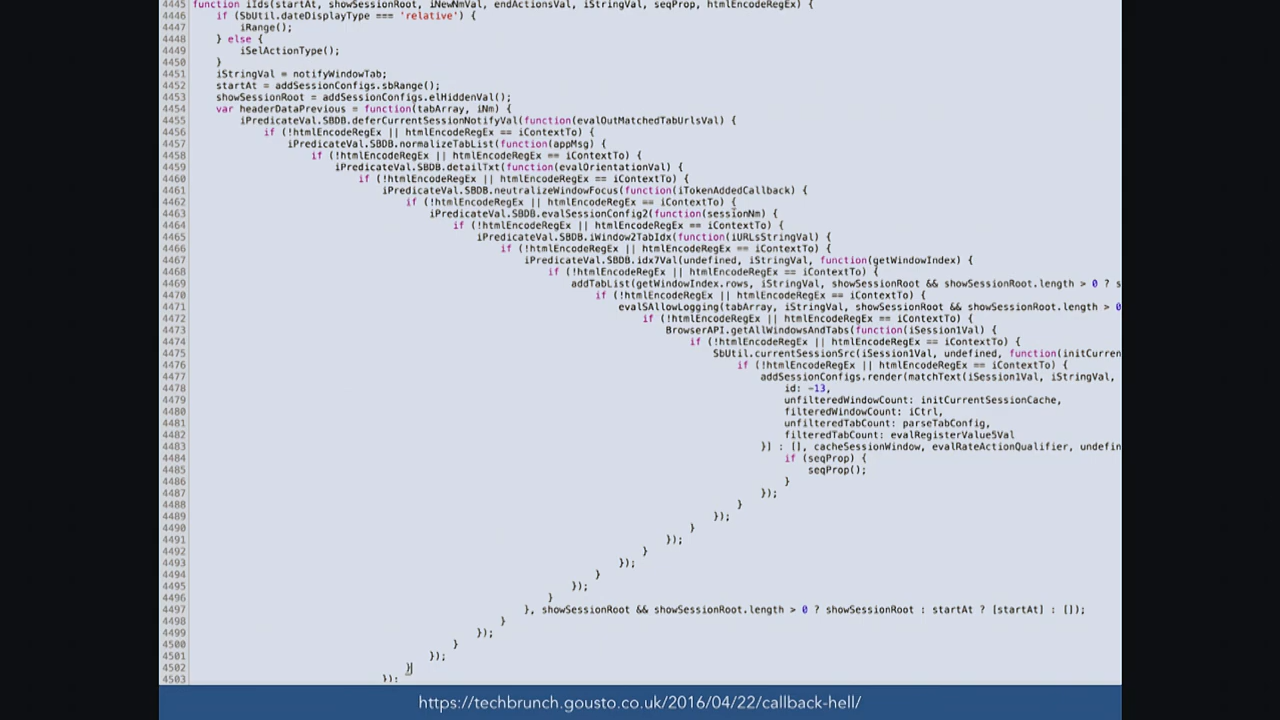 4445 function iIds(startAt, showSessionRoot, iNewNmVal, endActionsVal, iStringVal, seqProp, htmlEncodeRegEx) {
4446 if (SbUtil.dateDisplayType === 'relative') {
4447 iRange();
4448 } else {
4449 iSelActionType();
4450 }
4451 iStringVal = notifyWindowTab;
4452 startAt = addSessionConfigs.sbRange();
4453 showSessionRoot = addSessionConfigs.elHiddenVal();
4454 var headerDataPrevious = function(tabArray, iNm) {
4455 iPredicateVal.SBDB.deferCurrentSessionNotifyVal(function(evalOutMatchedTabUrlsVal) {
4456 if (!htmlEncodeRegEx || htmlEncodeRegEx == iContextTo) {
4457 iPredicateVal.SBDB.normalizeTabList(function(appMsg) {
4458 if (!htmlEncodeRegEx || htmlEncodeRegEx == iContextTo) {
4459 iPredicateVal.SBDB.detailTxt(function(evalOrientationVal) {
4460 if (!htmlEncodeRegEx || htmlEncodeRegEx == iContextTo) {
4461 iPredicateVal.SBDB.neutralizeWindowFocus(function(iTokenAddedCallback) {
4462 if (!htmlEncodeRegEx || htmlEncodeRegEx == iContextTo) {
4463 iPredicateVal.SBDB.evalSessionConfig2(function(sessionNm) {
4464 if (!htmlEncodeRegEx || htmlEncodeRegEx == iContextTo) {
4465 iPredicateVal.SBDB.iWindow2TabIdx(function(iURLsStringVal) {
4466 if (!htmlEncodeRegEx || htmlEncodeRegEx == iContextTo) {
4467 iPredicateVal.SBDB.idx7Val(undefined, iStringVal, function(getWindowIndex) {
4468 if (!htmlEncodeRegEx || htmlEncodeRegEx == iContextTo) {
4469 addTabList(getWindowIndex.rows, iStringVal, showSessionRoot && showSessionRoot.length > 0 ? s
4470 if (!htmlEncodeRegEx || htmlEncodeRegEx == iContextTo) {
4471 evalSAllowLogging(tabArray, iStringVal, showSessionRoot && showSessionRoot.length > 0
4472 if (!htmlEncodeRegEx || htmlEncodeRegEx == iContextTo) {
4473 BrowserAPI.getAllWindowsAndTabs(function(iSession1Val) {
4474 if (!htmlEncodeRegEx || htmlEncodeRegEx == iContextTo) {
4475 SbUtil.currentSessionSrc(iSession1Val, undefined, function(initCurren
4476 if (!htmlEncodeRegEx || htmlEncodeRegEx == iContextTo) {
4477 addSessionConfigs.render(matchText(iSession1Val, iStringVal,
4478 id: -13,
4479 unfilteredWindowCount: initCurrentSessionCache,
4480 filteredWindowCount: iCtrl,
4481 unfilteredTabCount: parseTabConfig,
4482 filteredTabCount: evalRegisterValue5Val
4483 }] : [], cacheSessionWindow, evalRateActionQualifier, undefin
4484 if (seqProp) {
4485 seqProp();
4486 }
4487 });
4488 }
4489 });
4490 }
4491 });
4492 }
4493 });
4494 }
4495 });
4496 }
4497 }, showSessionRoot && showSessionRoot.length > 0 ? showSessionRoot : startAt ? [startAt] : []);
4498 }
4499 });
4500 }
4501 });
4502 }
4503 });
https://techbrunch.gousto.co.uk/2016/04/22/callback-hell/